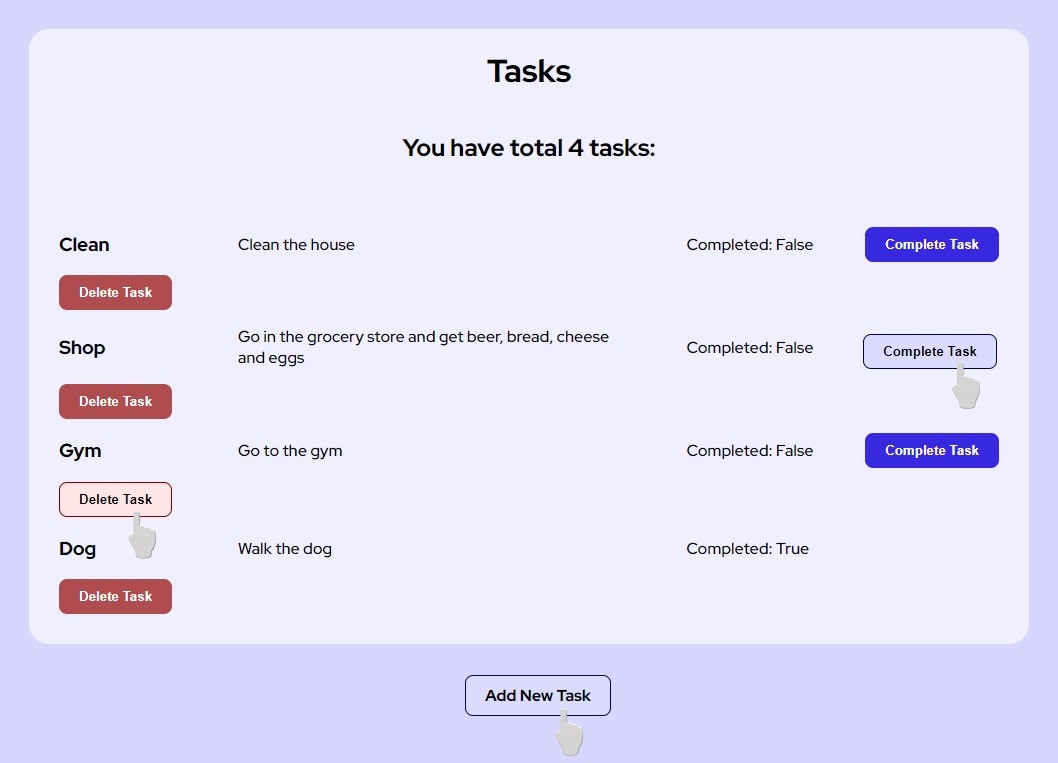 Tasks
You have total 4 tasks:
Clean
Clean the house
Completed: False
Complete Task
Delete Task
Shop
Go in the grocery store and get beer, bread, cheese
and eggs
Completed: False
Complete Task
Delete Task
Gym
Go to the gym
Completed: False
Complete Task
Delete Task
Dog
Walk the dog
Completed: True
Delete Task
Add New Task